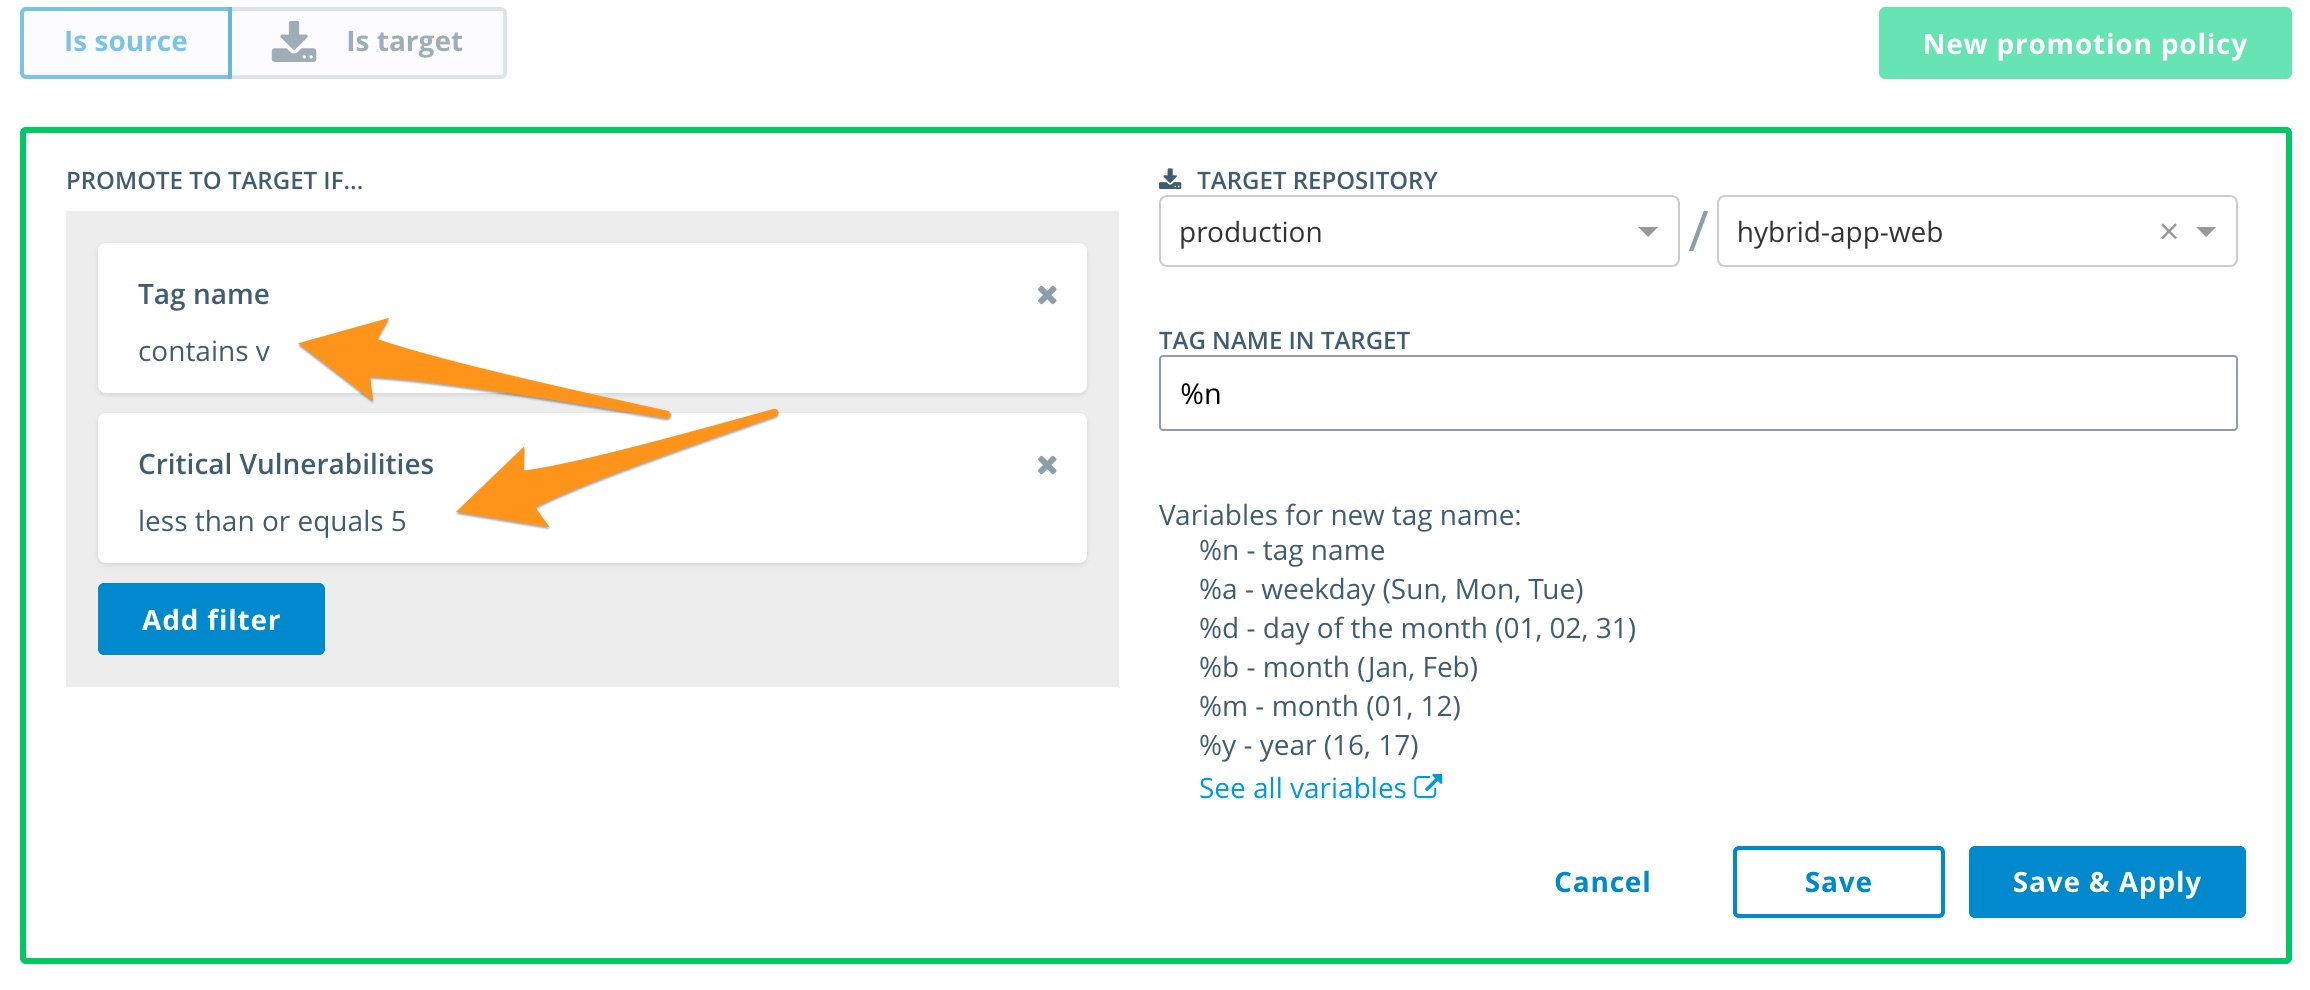 Is source
Is target
New promotion policy
PROMOTE TO TARGET IF...
Tag name
contains v
Critical Vulnerabilities
less than or equals 5
Add filter
TARGET REPOSITORY
production / hybrid-app-web
TAG NAME IN TARGET
%n
Variables for new tag name:
%n - tag name
%a - weekday (Sun, Mon, Tue)
%d - day of the month (01, 02, 31)
%b - month (Jan, Feb)
%m - month (01, 12)
%y - year (16, 17)
See all variables
Cancel
Save
Save & Apply